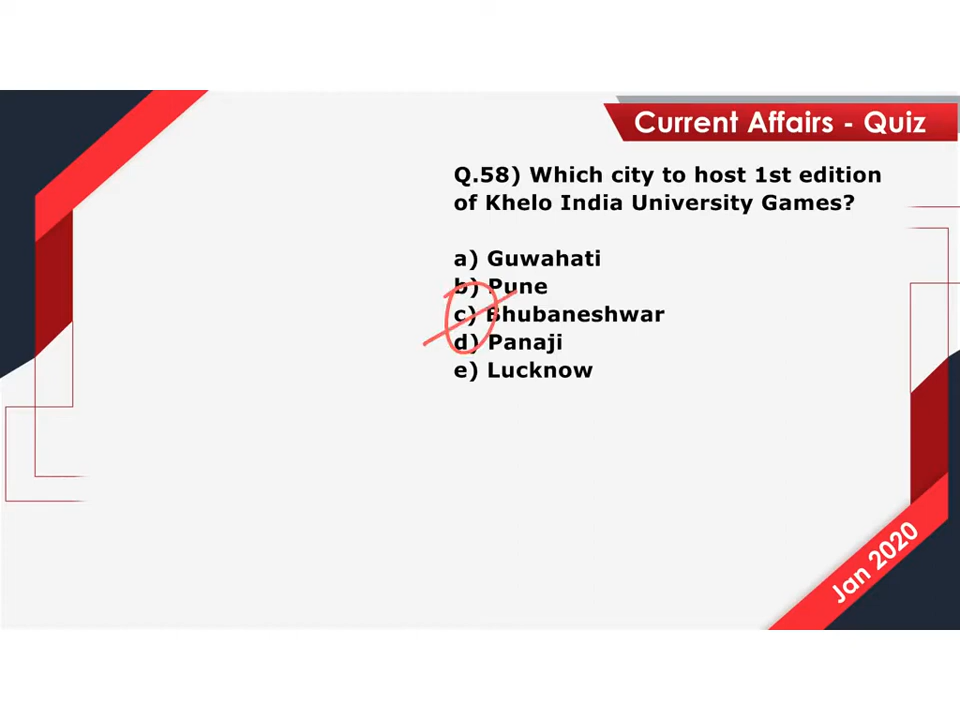 Current Affairs - Quiz
Q.58) Which city to host 1st edition
of Khelo India University Games?
a) Guwahati
b) Pune
c) Bhubaneshwar
d) Panaji
e) Lucknow
Jan 2020